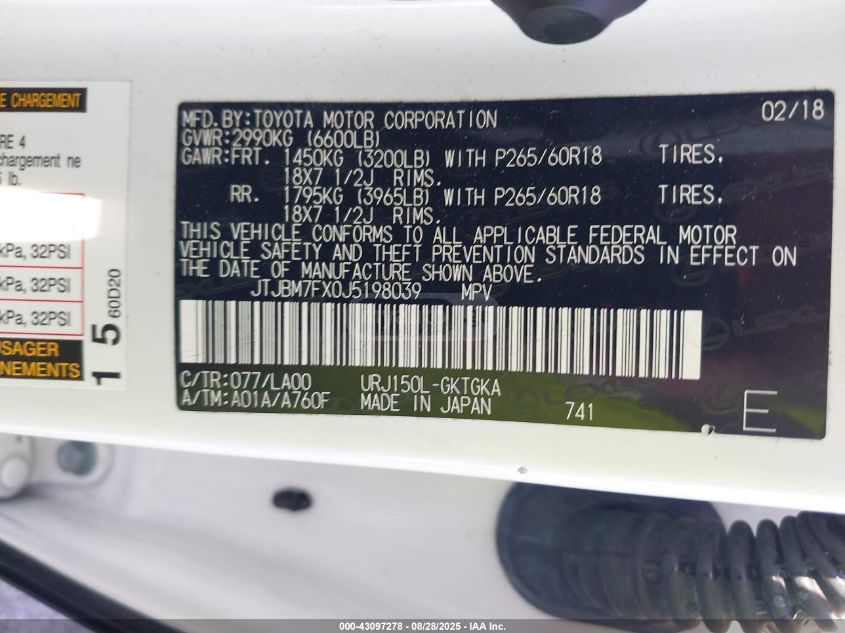 E CHARGEMENT
RE 4
chargement ne
lb.
kPa, 32PSI
kPa, 32PSI
kPa, 32PSI
USAGER
NEMENTS
15
60D20
MFD.BY:TOYOTA MOTOR CORPORATION 02/18
GVWR:2990KG (6600LB)
GAWR:FRT. 1450KG (3200LB) WITH P265/60R18 TIRES,
18X7 1/2J RIMS.
RR. 1795KG (3965LB) WITH P265/60R18 TIRES,
18X7 1/2J RIMS.
THIS VEHICLE CONFORMS TO ALL APPLICABLE FEDERAL MOTOR
VEHICLE SAFETY AND THEFT PREVENTION STANDARDS IN EFFECT ON
THE DATE OF MANUFACTURE SHOWN ABOVE.
JTJBM7FX0J5198039 MPV
C/TR:077/LA00 URJ150L-GKTGKA
A/TM:A01A/A760F MADE IN JAPAN 741
E
000-43097278 - 08/28/2025 - IAA Inc.